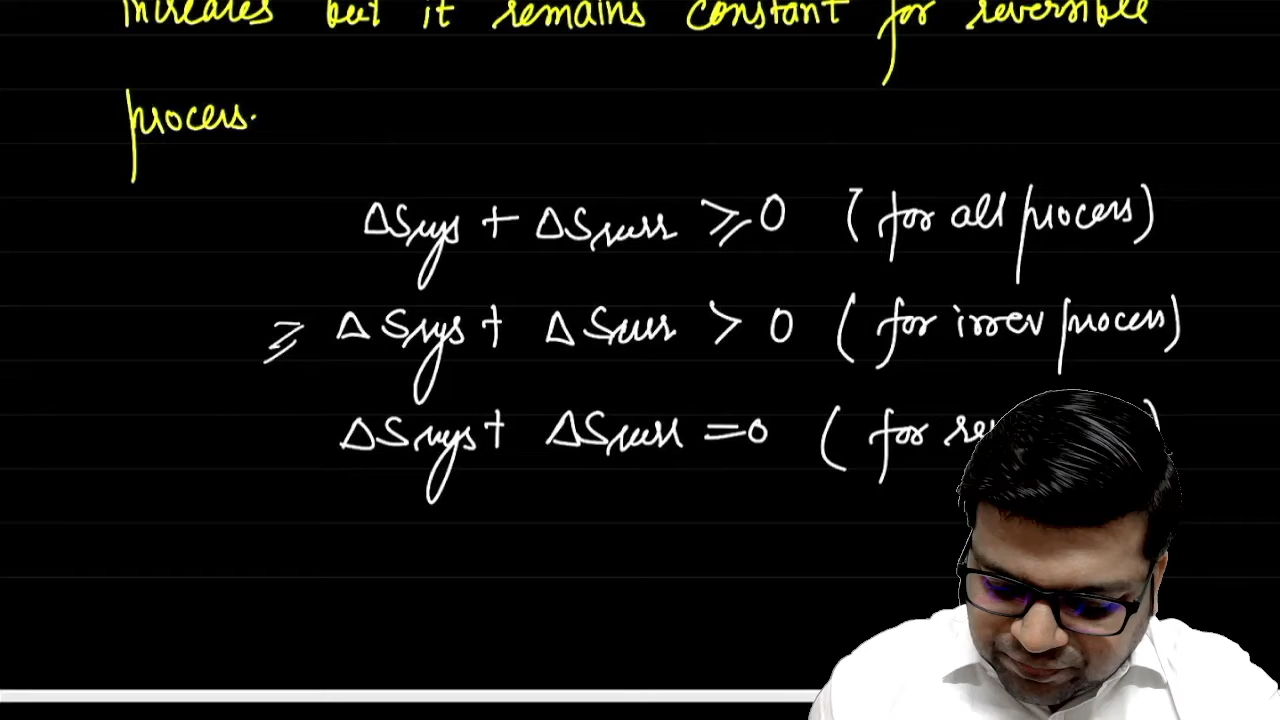 increases but it remains constant for reversible
process.
ΔSsys + ΔSsurr ⩾ 0 (for all process)
⇒ ΔSsys + ΔSsurr > 0 (for irrev process)
ΔSsys + ΔSsurr = 0 (for